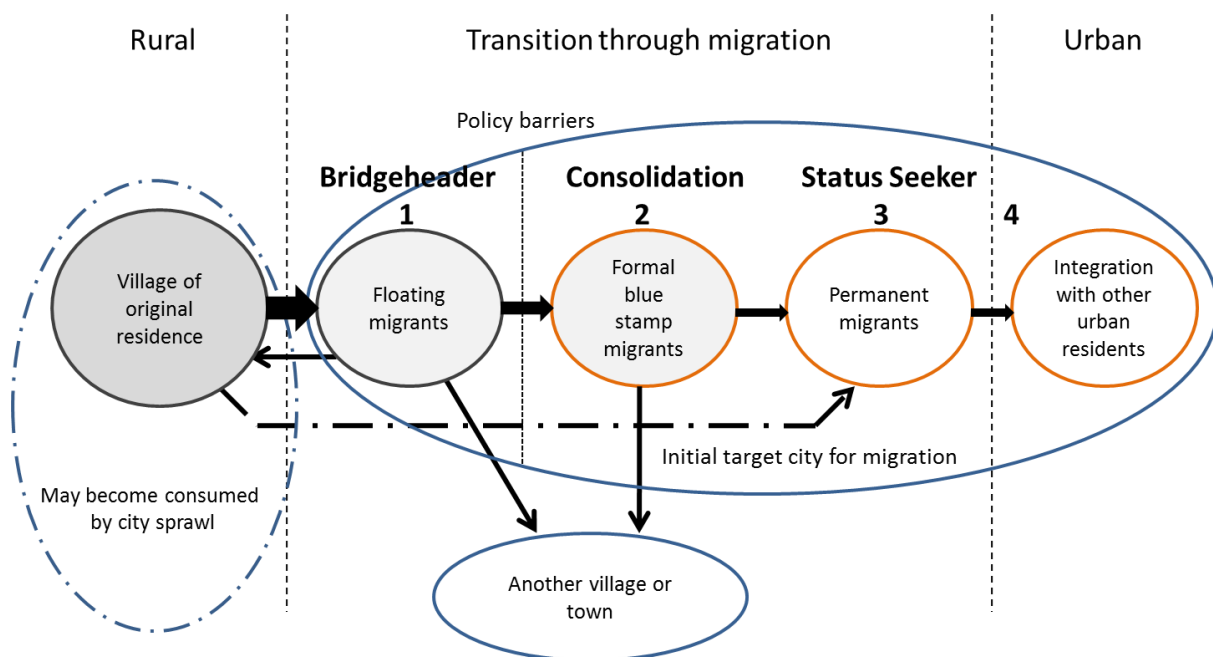 Rural
Transition through migration
Urban
Policy barriers
Bridgeheader
1
Consolidation
2
Status Seeker
3
4
Village of
original
residence
Floating
migrants
Formal
blue
stamp
migrants
Permanent
migrants
Integration
with other
urban
residents
Initial target city for migration
May become consumed
by city sprawl
Another village or
town